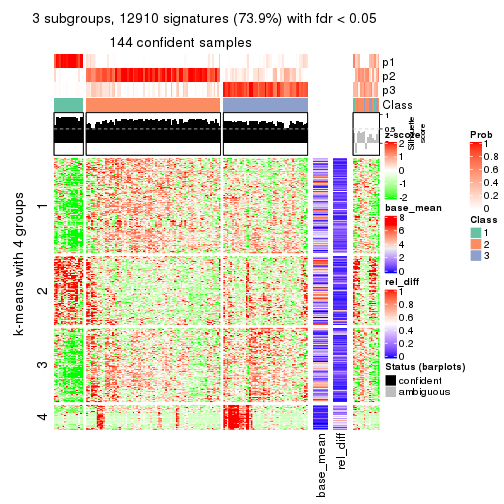 3 subgroups, 12910 signatures (73.9%) with fdr < 0.05
144 confident samples
p1
p2
p3
Class
1
0.5
0
Silhouette
score
k-means with 4 groups
1
2
3
4
base_mean
rel_diff
z-score
2
1
0
-1
-2
base_mean
8
6
4
2
0
rel_diff
1
0.8
0.6
0.4
0.2
0
Status (barplots)
confident
ambiguous
Prob
1
0.8
0.6
0.4
0.2
0
Class
1
2
3